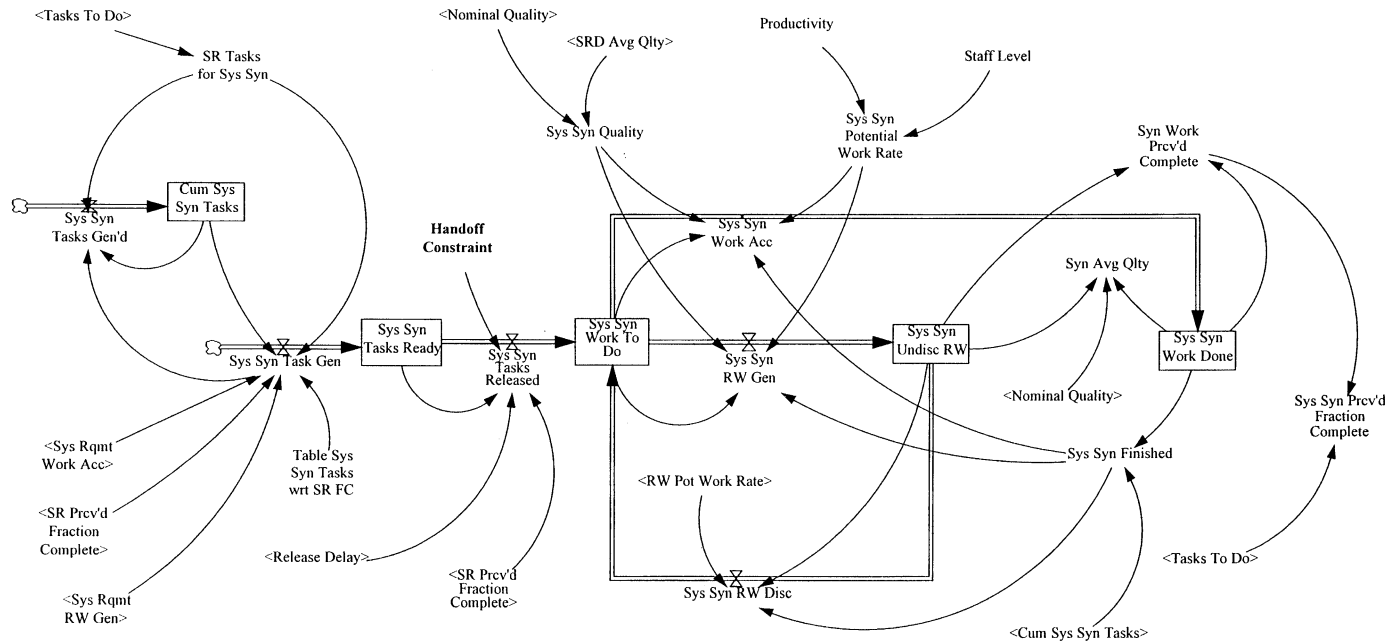 <Tasks To Do>
SR Tasks
for Sys Syn
<Nominal Quality>
<SRD Avg Qlty>
Productivity
Staff Level
Sys Syn Quality
Sys Syn
Potential
Work Rate
Syn Work
Prcv'd
Complete
Cum Sys
Syn Tasks
Sys Syn
Tasks Gen'd
Handoff
Constraint
Sys Syn
Work Acc
Syn Avg Qlty
Sys Syn Task Gen
Sys Syn
Tasks Ready
Sys Syn
Tasks
Released
Sys Syn
Work To
Do
Sys Syn
RW Gen
Sys Syn
Undisc RW
Sys Syn
Work Done
<Nominal Quality>
Sys Syn Prcv'd
Fraction
Complete
<Sys Rqmt
Work Acc>
Table Sys
Syn Tasks
wrt SR FC
Sys Syn Finished
<RW Pot Work Rate>
<SR Prcv'd
Fraction
Complete>
<Release Delay>
<SR Prcv'd
Fraction
Complete>
<Tasks To Do>
<Sys Rqmt
RW Gen>
Sys Syn RW Disc
<Cum Sys Syn Tasks>